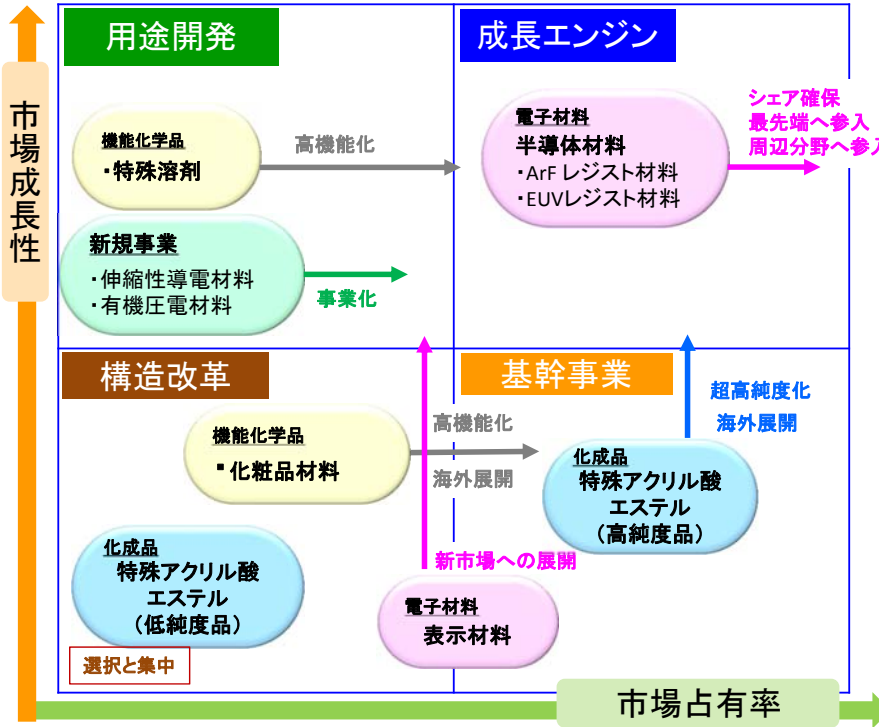 用途開発
成長エンジン
市場成長性
機能化学品
・特殊溶剤
高機能化
電子材料
半導体材料
・ArF レジスト材料
・EUVレジスト材料
シェア確保
最先端へ参入
周辺分野へ参入
新規事業
・伸縮性導電材料
・有機圧電材料
事業化
構造改革
基幹事業
機能化学品
▪化粧品材料
高機能化
海外展開
超高純度化
海外展開
化成品
特殊アクリル酸
エステル
（高純度品）
化成品
特殊アクリル酸
エステル
（低純度品）
新市場への展開
電子材料
表示材料
選択と集中
市場占有率